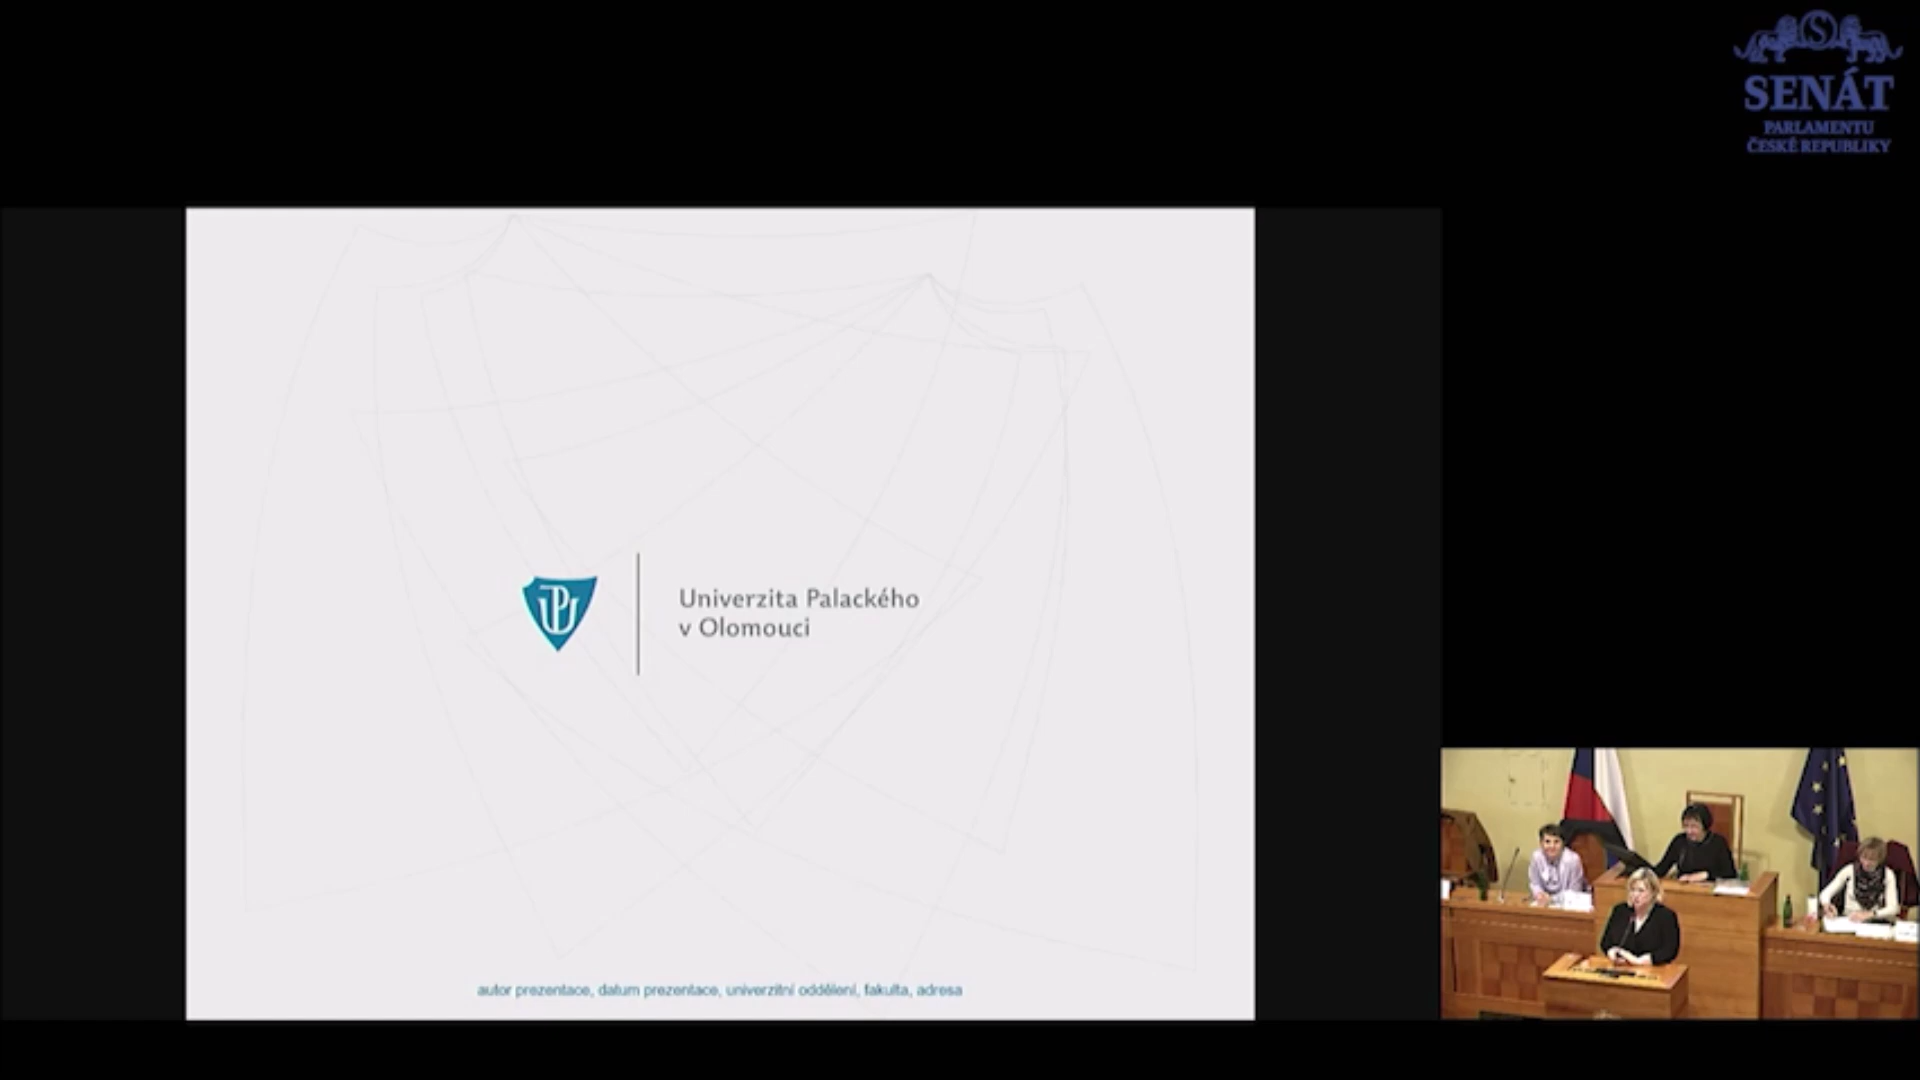 SENÁT
PARLAMENTU
ČESKÉ REPUBLIKY
Univerzita Palackého
v Olomouci
autor prezentace, datum prezentace, univerzitní oddělení, fakulta, adresa